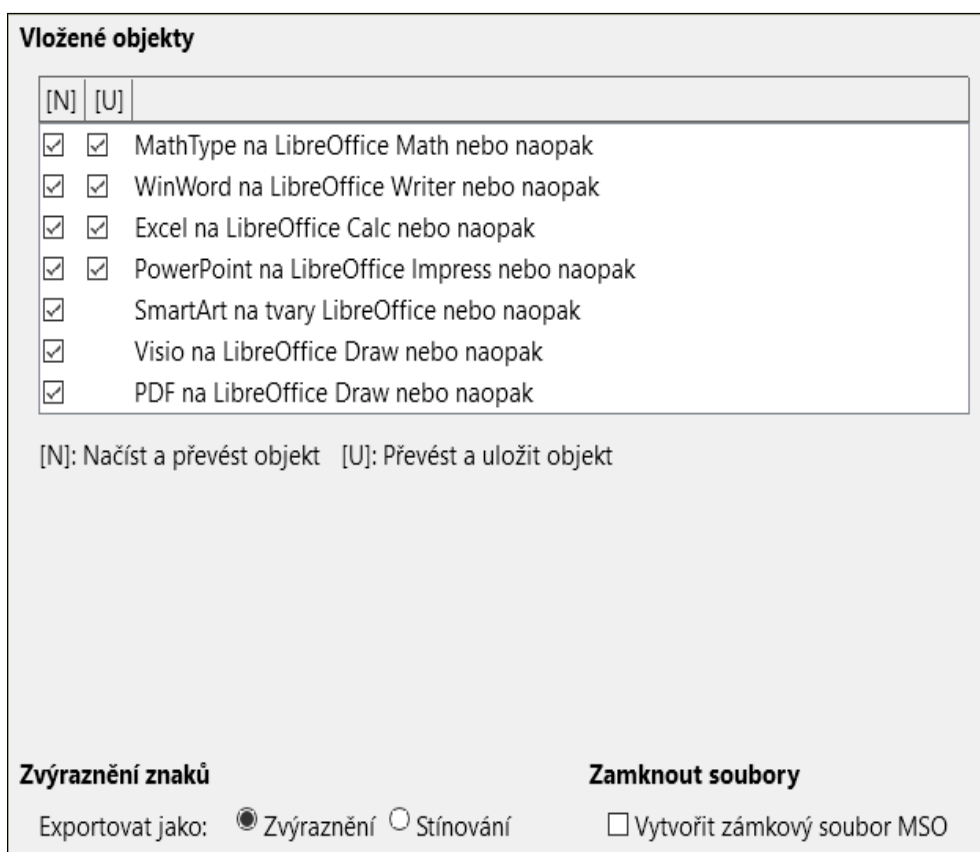 Vložené objekty
[N] [U]
MathType na LibreOffice Math nebo naopak
WinWord na LibreOffice Writer nebo naopak
Excel na LibreOffice Calc nebo naopak
PowerPoint na LibreOffice Impress nebo naopak
SmartArt na tvary LibreOffice nebo naopak
Visio na LibreOffice Draw nebo naopak
PDF na LibreOffice Draw nebo naopak
[N]: Načíst a převést objekt [U]: Převést a uložit objekt
Zvýraznění znaků
Exportovat jako: Zvýraznění Stínování
Zamknout soubory
Vytvořit zámkový soubor MSO